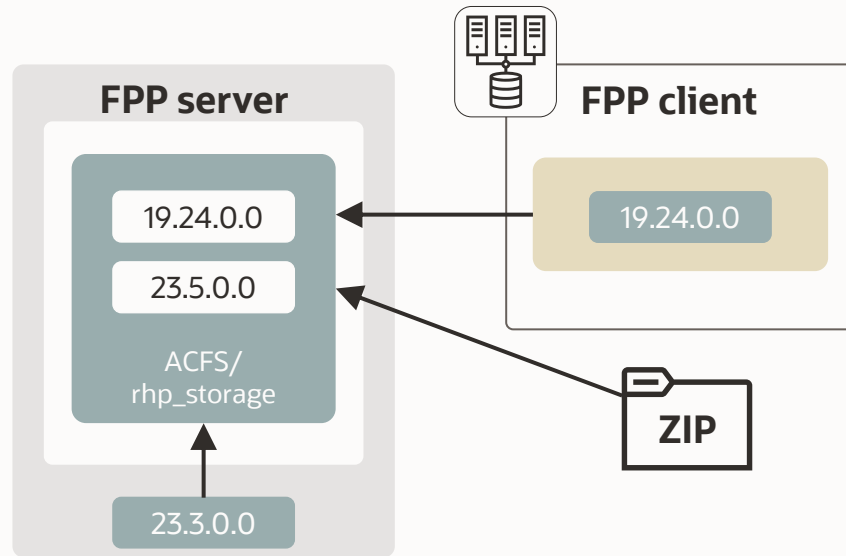 FPP server
19.24.0.0
23.5.0.0
ACFS/
rhp_storage
23.3.0.0
FPP client
19.24.0.0
ZIP